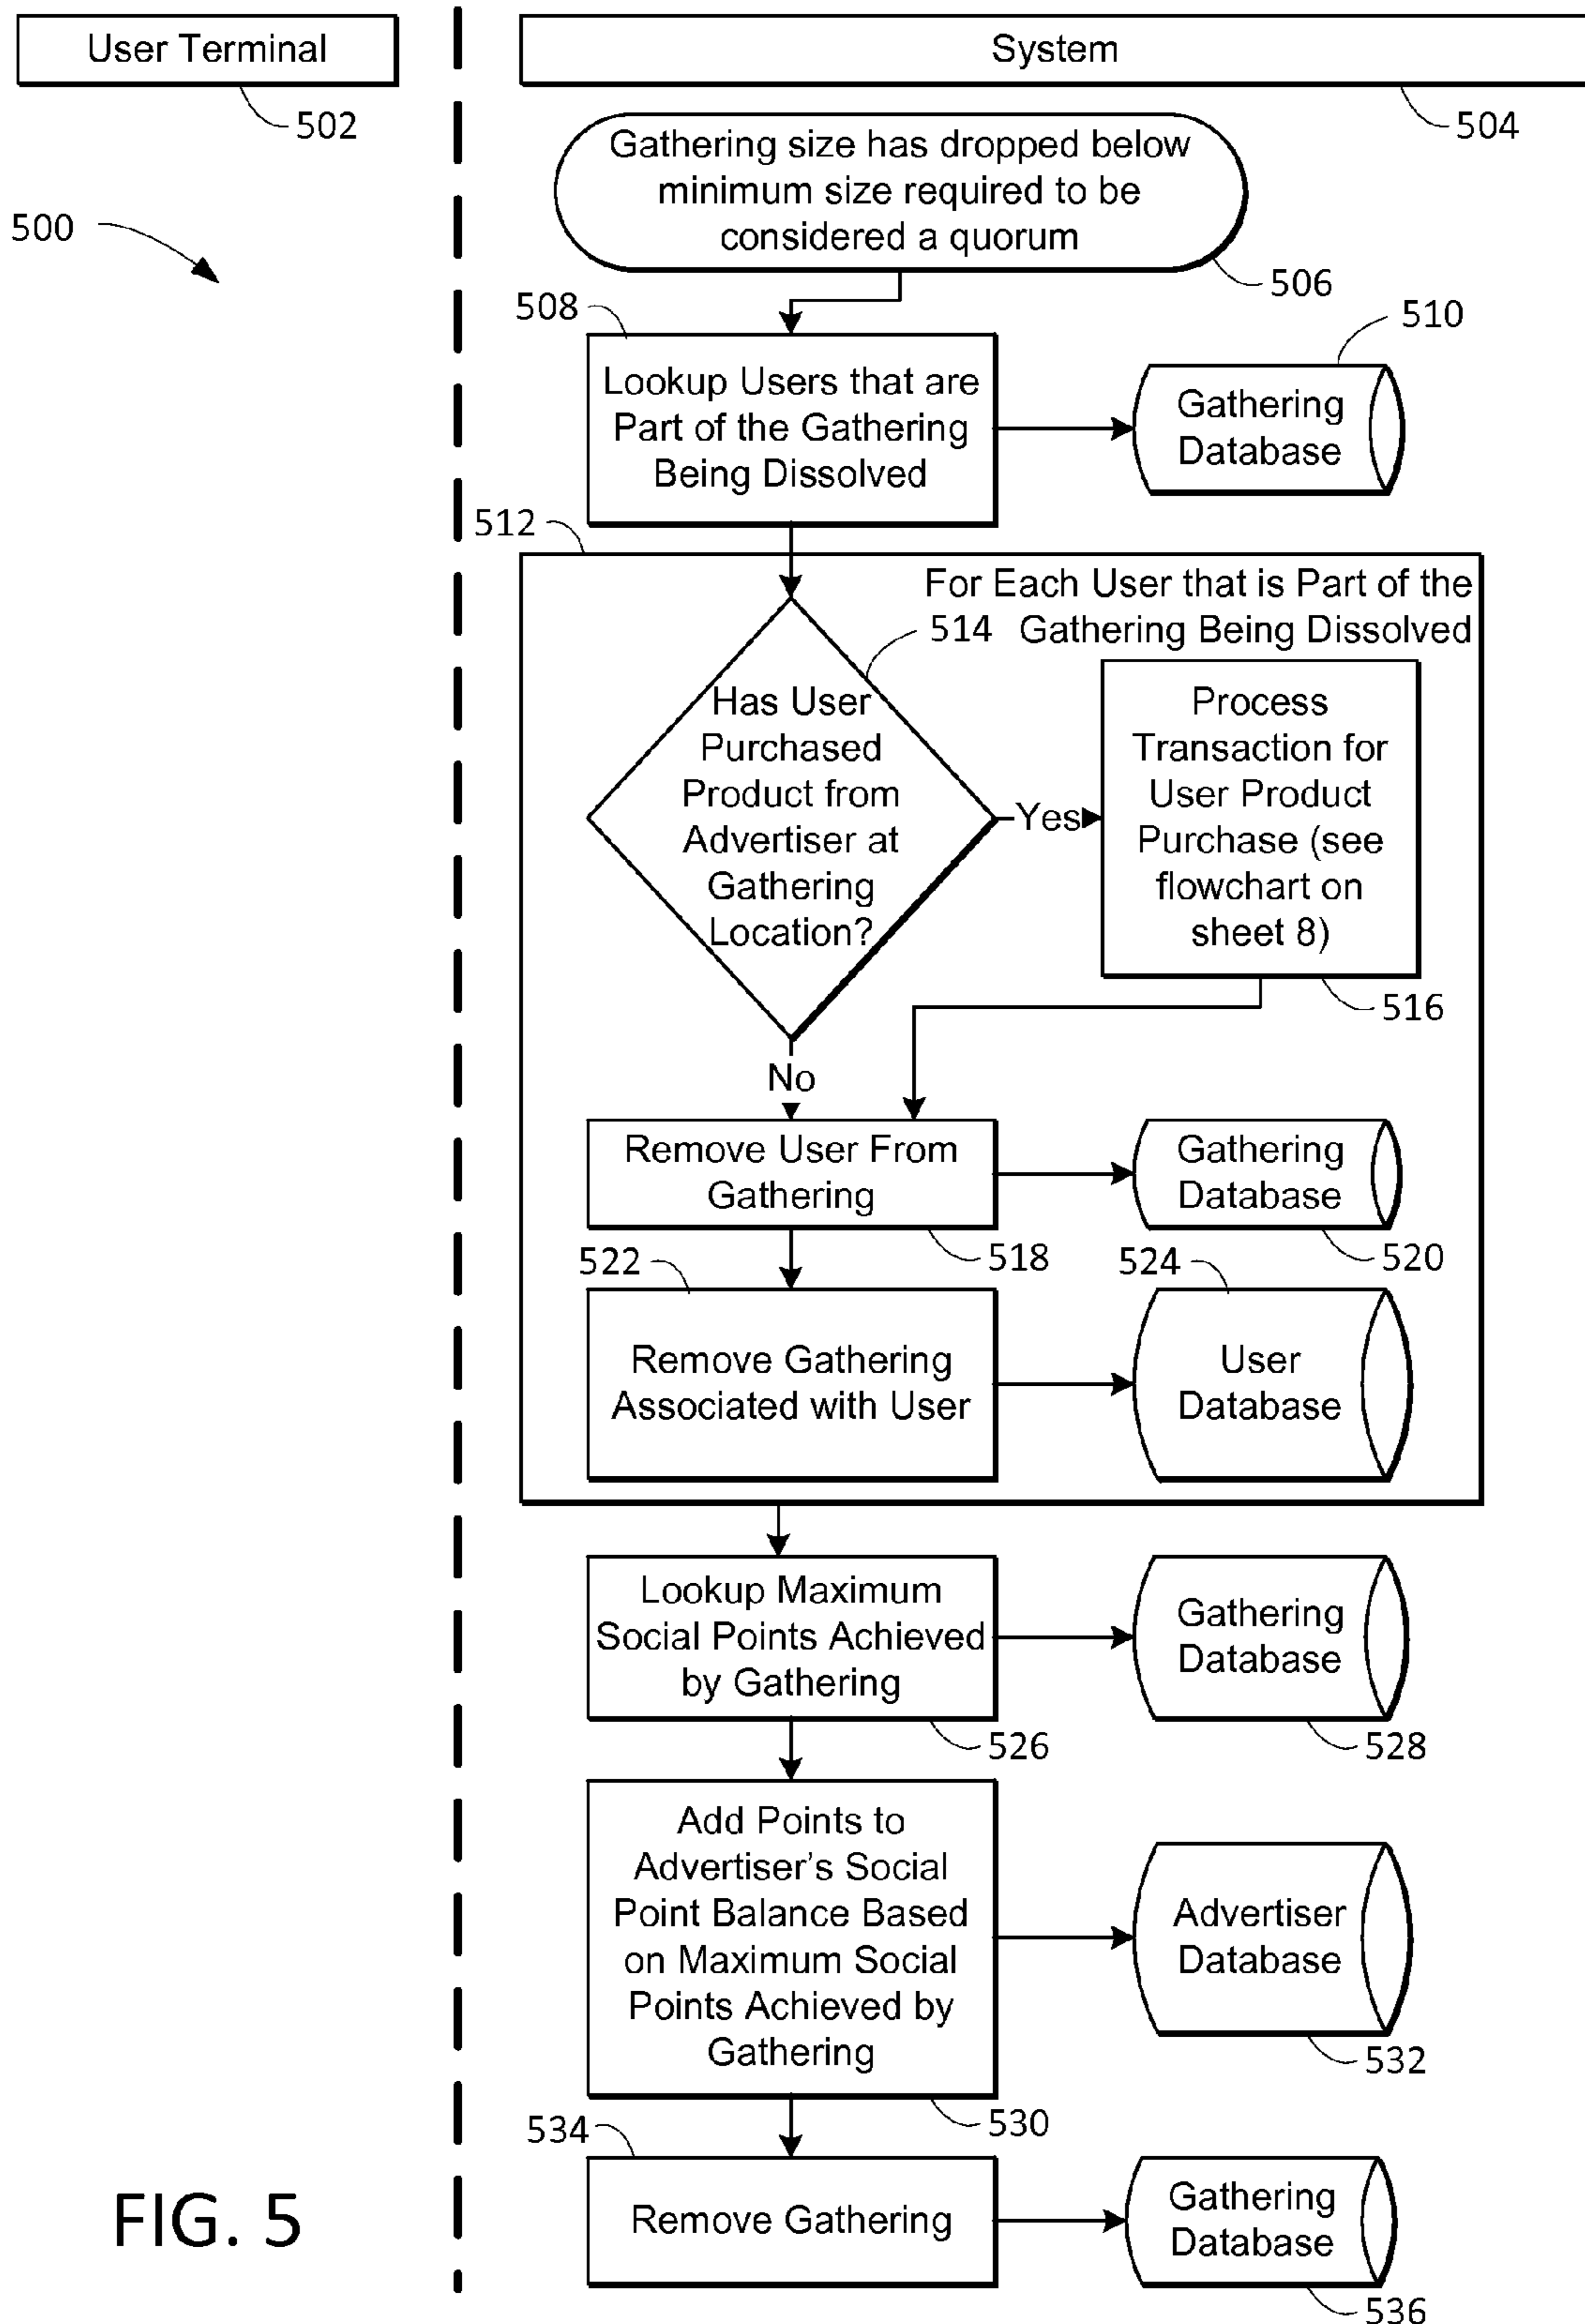 User Terminal
System
502
504
Gathering size has dropped below
minimum size required to be
considered a quorum
500
506
508
510
Lookup Users that are
Part of the Gathering
Being Dissolved
Gathering
Database
512
For Each User that is Part of the
Gathering Being Dissolved
514
Has User
Purchased
Product from
Advertiser at
Gathering
Location?
Yes
Process
Transaction for
User Product
Purchase (see
flowchart on
sheet 8)
516
No
Remove User From
Gathering
Gathering
Database
518
520
522
524
Remove Gathering
Associated with User
User
Database
Lookup Maximum
Social Points Achieved
by Gathering
Gathering
Database
526
528
Add Points to
Advertiser's Social
Point Balance Based
on Maximum Social
Points Achieved by
Gathering
Advertiser
Database
532
530
534
Remove Gathering
Gathering
Database
536
FIG. 5